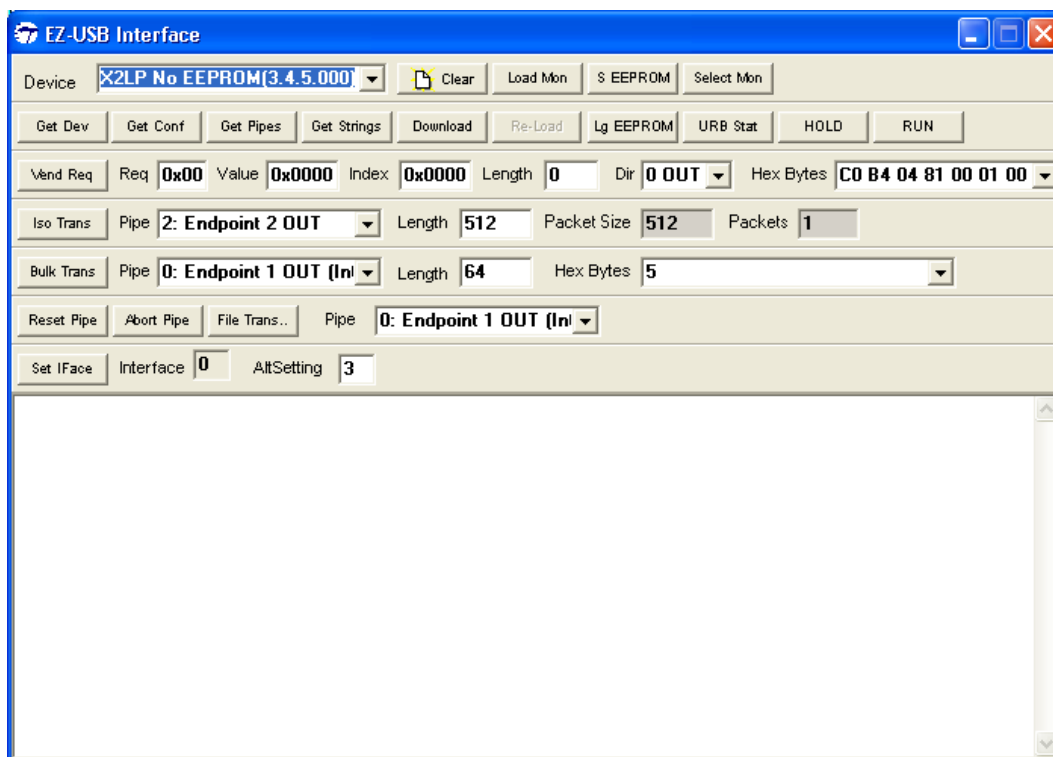 EZ-USB Interface
Device X2LP No EEPROM(3.4.5.000) Clear Load Mon S EEPROM Select Mon
Get Dev Get Conf Get Pipes Get Strings Download Re-Load Lg EEPROM URB Stat HOLD RUN
Vend Req Req 0x00 Value 0x0000 Index 0x0000 Length 0 Dir 0 OUT Hex Bytes C0 B4 04 81 00 01 00
Iso Trans Pipe 2: Endpoint 2 OUT Length 512 Packet Size 512 Packets 1
Bulk Trans Pipe 0: Endpoint 1 OUT (In Length 64 Hex Bytes 5
Reset Pipe Abort Pipe File Trans.. Pipe 0: Endpoint 1 OUT (In
Set IFace Interface 0 AltSetting 3